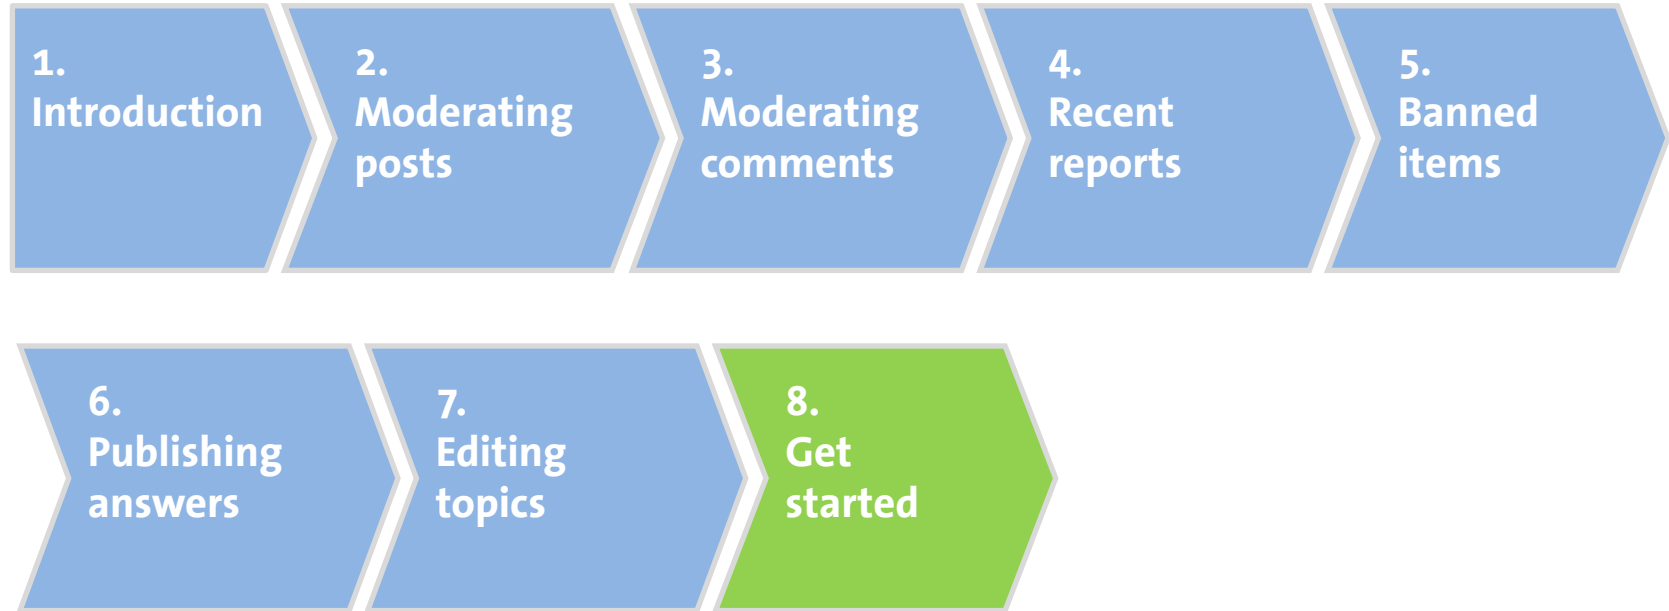 1.
Introduction
2.
Moderating
posts
3.
Moderating
comments
4.
Recent
reports
5.
Banned
items
6.
Publishing
answers
7.
Editing
topics
8.
Get
started